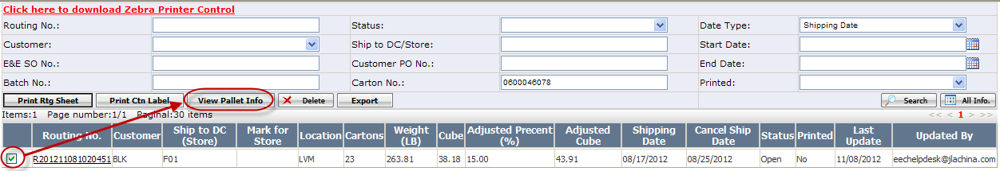 Click here to download Zebra Printer Control
Routing No.: Status: Date Type: Shipping Date
Customer: Ship to DC/Store: Start Date:
E&E SO No.: Customer PO No.: End Date:
Batch No.: Carton No.: 0600046078 Printed:
Print Rtg Sheet Print Ctn Label View Pallet Info Delete Export Search All Info.
Items:1 Page number:1/1 Paginal:30 items << < 1 > >>
Routing No. Customer Ship to DC (Store) Mark for Store Location Cartons Weight (LB) Cube Adjusted Precent (%) Adjusted Cube Shipping Date Cancel Ship Date Status Printed Last Update Updated By
R201211081020451 BLK F01 LVM 23 263.81 38.18 15.00 43.91 08/17/2012 08/25/2012 Open No 11/08/2012 eechelpdesk@jlachina.com